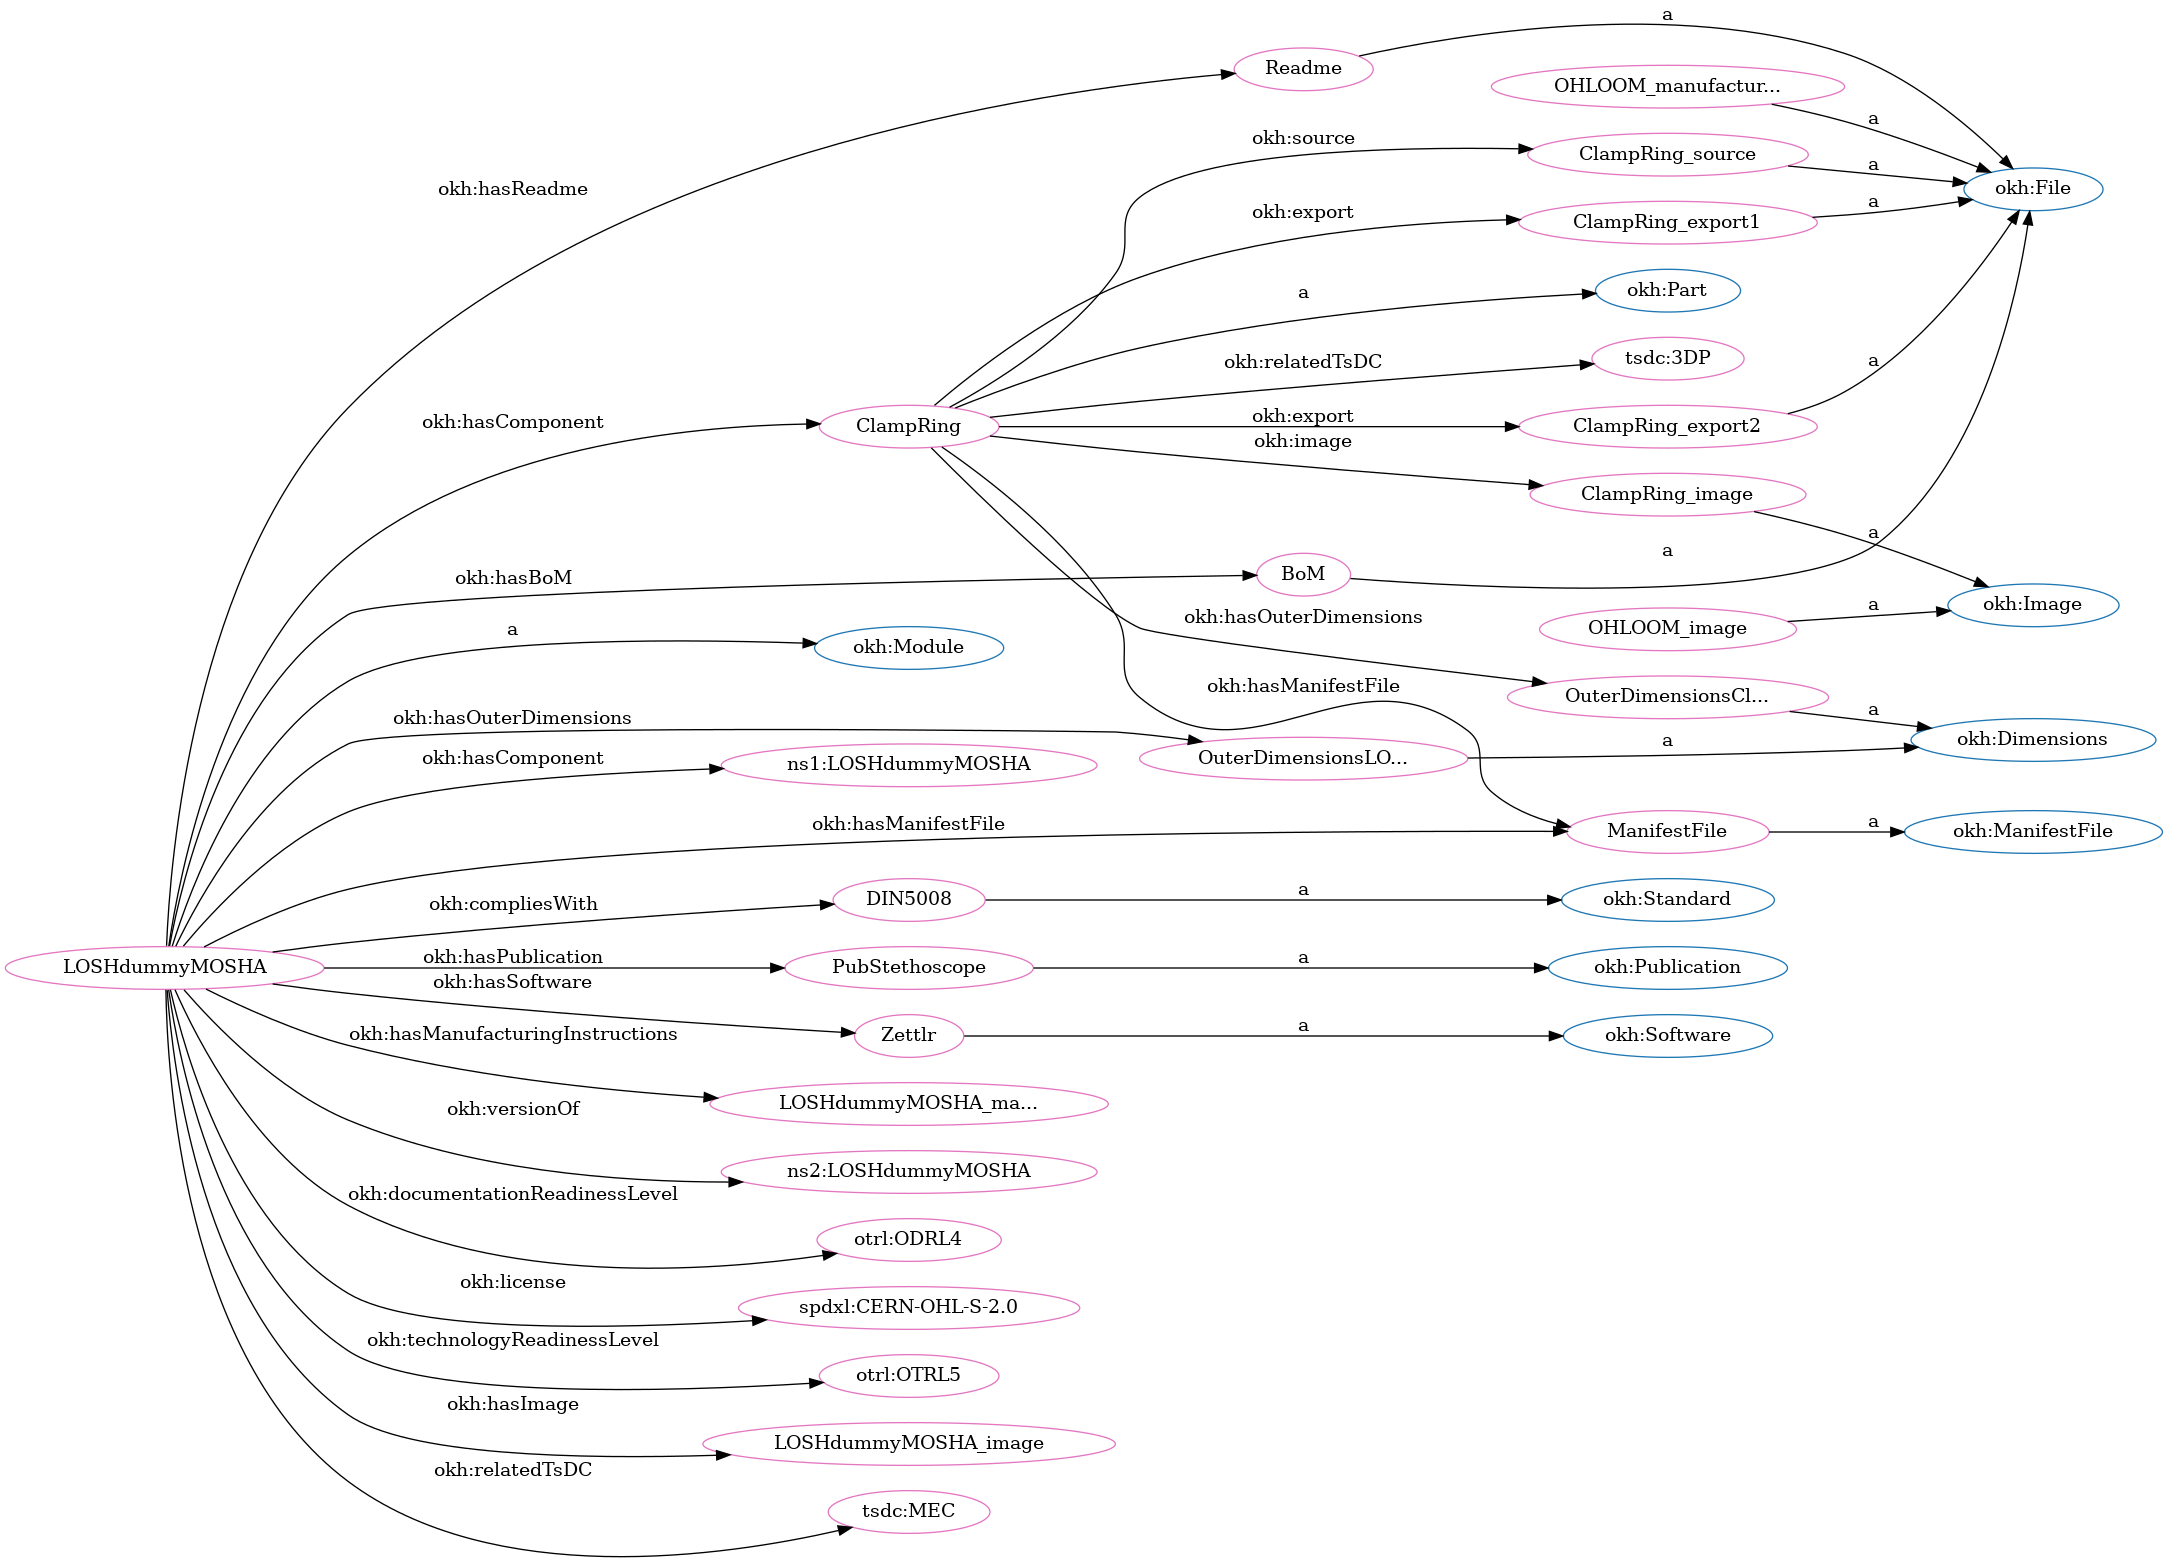 a
Readme
OHLOOM_manufactur...
a
okh:source
ClampRing_source
a
okh:hasReadme
okh:File
okh:export
ClampRing_export1
a
a
okh:Part
okh:relatedTsDC
tsdc:3DP
a
okh:hasComponent
ClampRing
okh:export
ClampRing_export2
okh:image
ClampRing_image
a
a
okh:hasBoM
BoM
okh:Image
a
OHLOOM_image
a
okh:Module
okh:hasOuterDimensions
okh:hasManifestFile
OuterDimensionsCl...
a
okh:hasOuterDimensions
okh:Dimensions
a
okh:hasComponent
ns1:LOSHdummyMOSHA
OuterDimensionsLO...
okh:hasManifestFile
ManifestFile
a
okh:ManifestFile
okh:compliesWith
DIN5008
a
okh:Standard
LOSHdummyMOSHA
okh:hasPublication
PubStethoscope
a
okh:Publication
okh:hasSoftware
Zettlr
a
okh:Software
okh:hasManufacturingInstructions
LOSHdummyMOSHA_ma...
okh:versionOf
ns2:LOSHdummyMOSHA
okh:documentationReadinessLevel
otrl:ODRL4
okh:license
spdxl:CERN-OHL-S-2.0
okh:technologyReadinessLevel
otrl:OTRL5
okh:hasImage
LOSHdummyMOSHA_image
okh:relatedTsDC
tsdc:MEC